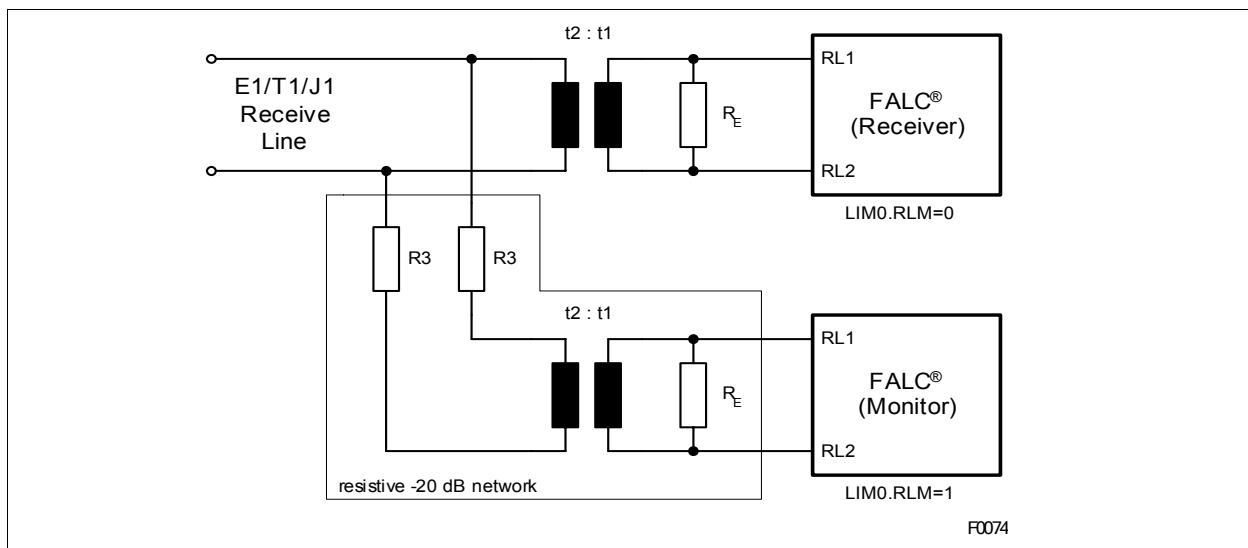 t2 : t1
E1/T1/J1
Receive
Line
RL1
RE
FALC®
(Receiver)
RL2
LIM0.RLM=0
R3
R3
t2 : t1
RL1
RE
FALC®
(Monitor)
RL2
resistive -20 dB network
LIM0.RLM=1
F0074